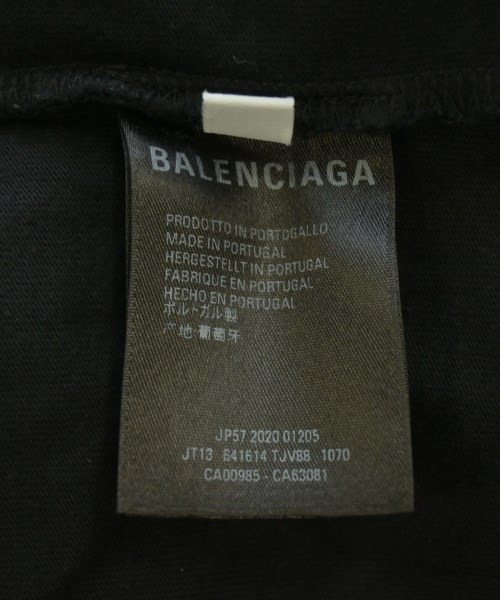 BALENCIAGA
PRODOTTO IN PORTOGALLO
MADE IN PORTUGAL
HERGESTELLT IN PORTUGAL
FABRIQUE EN PORTUGAL
HECHO EN PORTUGAL
ポルトガル製
产地 葡萄牙
JP57 2020 01205
JT13 641614 TJV88 1070
CA00985 - CA63081